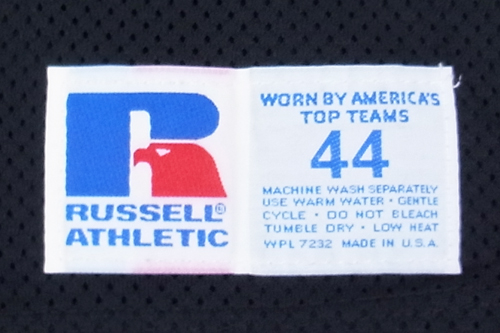 RUSSELL®
ATHLETIC
WORN BY AMERICA'S
TOP TEAMS
44
MACHINE WASH SEPARATELY
USE WARM WATER • GENTLE
CYCLE • DO NOT BLEACH
TUMBLE DRY • LOW HEAT
WPL 7232 MADE IN U.S.A.